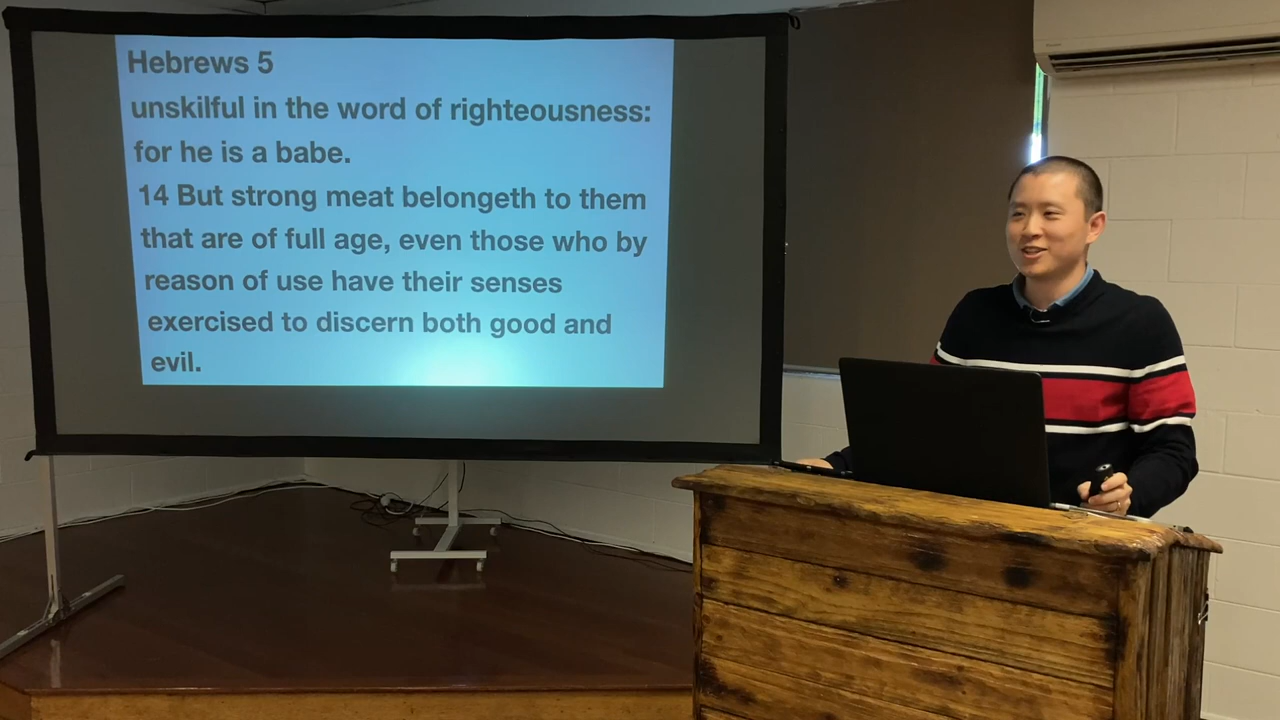 Hebrews 5
unskilful in the word of righteousness:
for he is a babe.
14 But strong meat belongeth to them
that are of full age, even those who by
reason of use have their senses
exercised to discern both good and
evil.